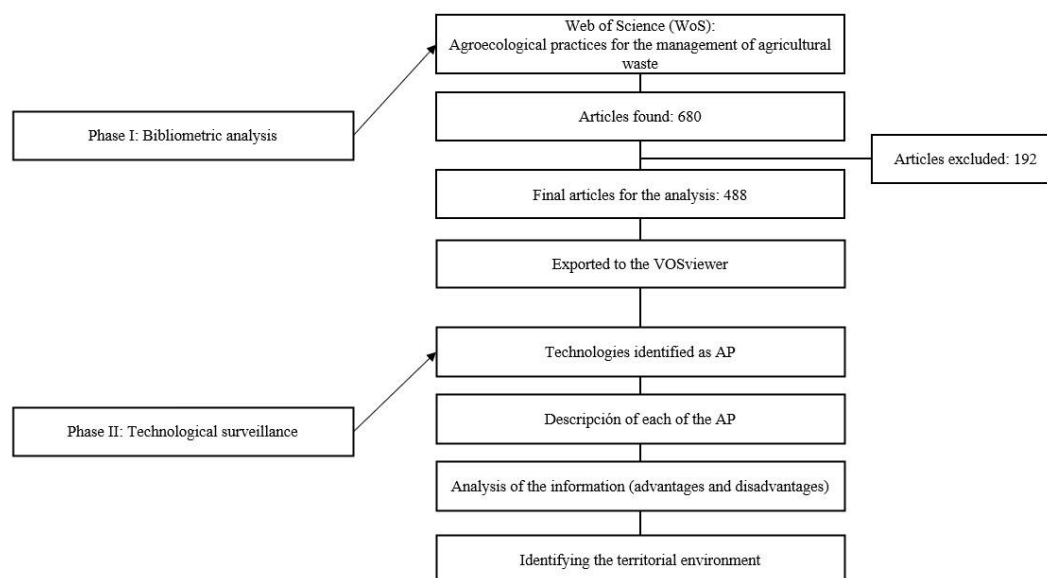 Web of Science (WoS):
Agroecological practices for the management of agricultural
waste
Phase I: Bibliometric analysis
Articles found: 680
Articles excluded: 192
Final articles for the analysis: 488
Exported to the VOSviewer
Technologies identified as AP
Phase II: Technological surveillance
Descripción of each of the AP
Analysis of the information (advantages and disadvantages)
Identifying the territorial environment